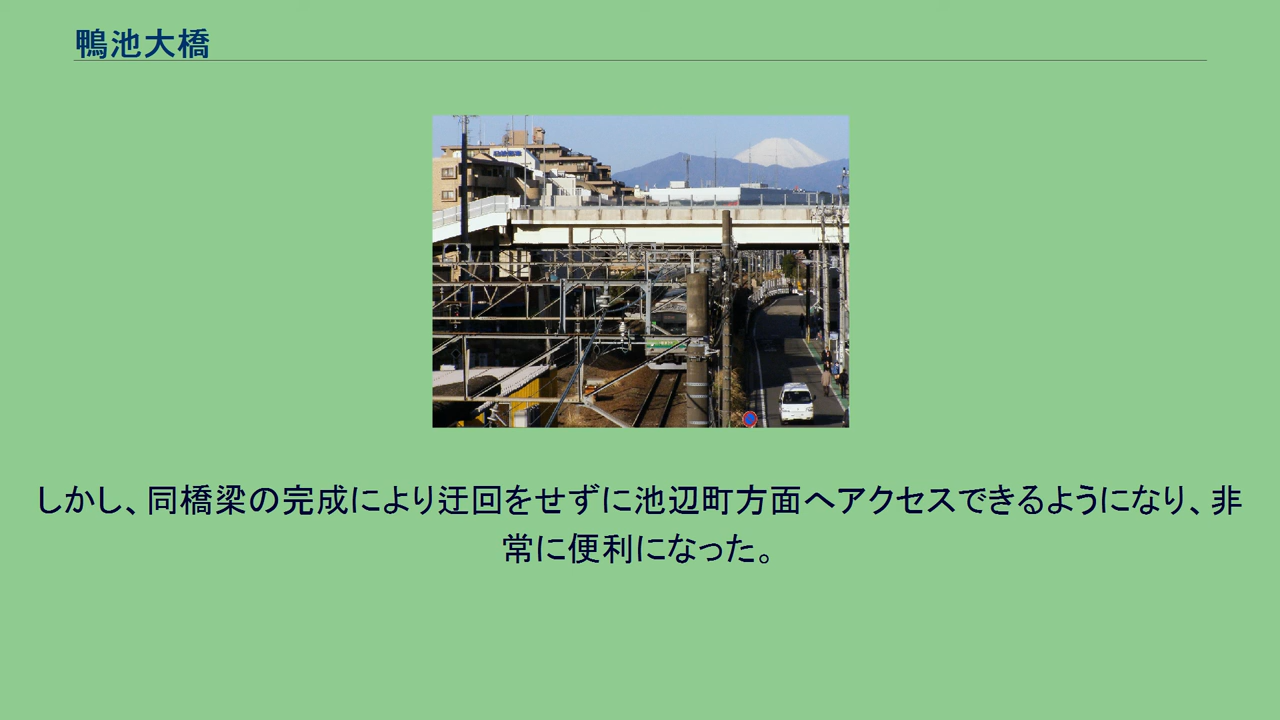 鴨池大橋
しかし、同橋梁の完成により迂回をせずに池辺町方面へアクセスできるようになり、非
常に便利になった。